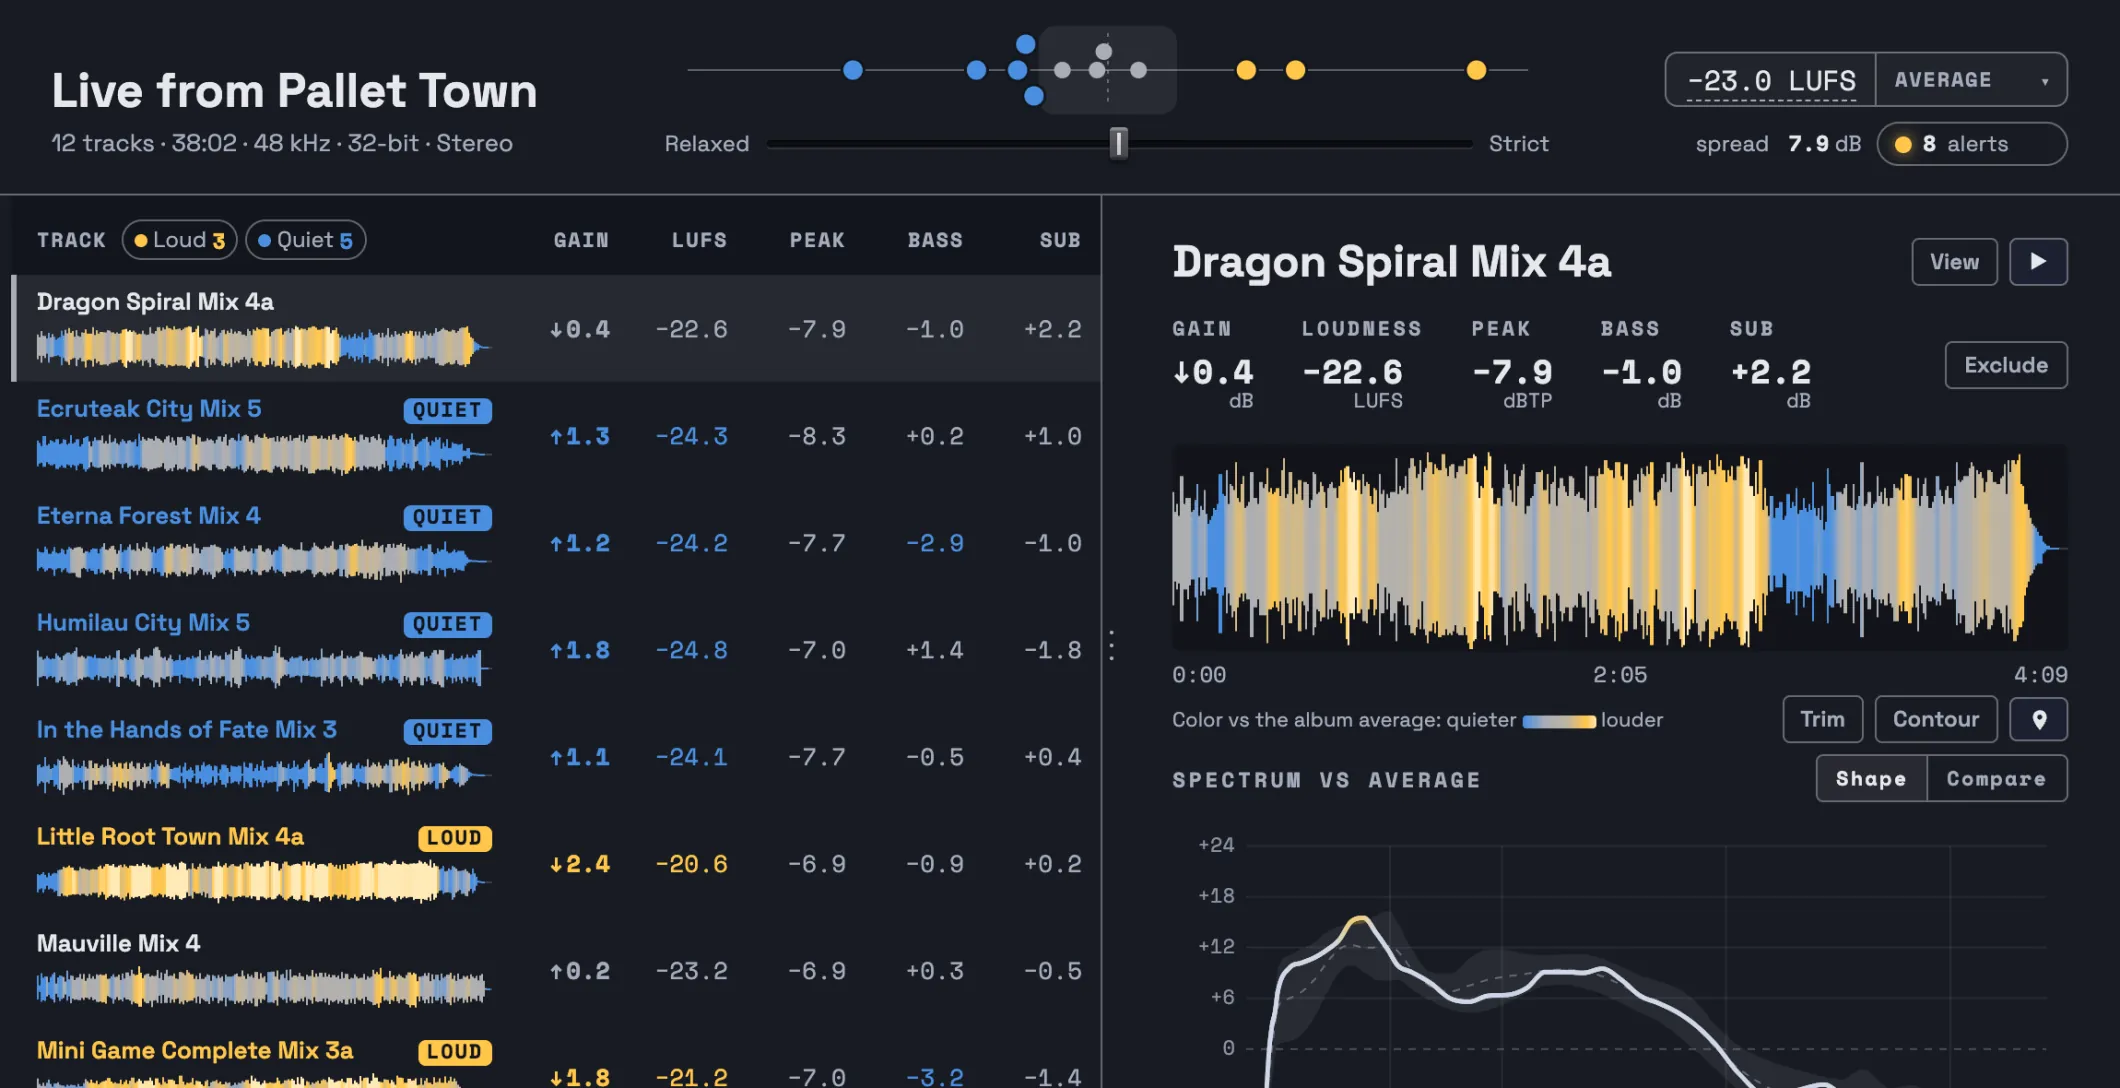 Live from Pallet Town
12 tracks · 38:02 · 48 kHz · 32-bit · Stereo
Relaxed
Strict
-23.0 LUFS AVERAGE
spread 7.9 dB 8 alerts
TRACK Loud 3 Quiet 5 GAIN LUFS PEAK BASS SUB
Dragon Spiral Mix 4a
↓0.4 -22.6 -7.9 -1.0 +2.2
Ecruteak City Mix 5 QUIET
↑1.3 -24.3 -8.3 +0.2 +1.0
Eterna Forest Mix 4 QUIET
↑1.2 -24.2 -7.7 -2.9 -1.0
Humilau City Mix 5 QUIET
↑1.8 -24.8 -7.0 +1.4 -1.8
In the Hands of Fate Mix 3 QUIET
↑1.1 -24.1 -7.7 -0.5 +0.4
Little Root Town Mix 4a LOUD
↓2.4 -20.6 -6.9 -0.9 +0.2
Mauville Mix 4
↑0.2 -23.2 -6.9 +0.3 -0.5
Mini Game Complete Mix 3a LOUD
↓1.8 -21.2 -7.0 -3.2 -1.4
Dragon Spiral Mix 4a
View
GAIN LOUDNESS PEAK BASS SUB
↓0.4 -22.6 -7.9 -1.0 +2.2
dB LUFS dBTP dB dB
Exclude
0:00 2:05 4:09
Color vs the album average: quieter louder
Trim Contour
SPECTRUM VS AVERAGE
Shape Compare
+24
+18
+12
+6
0